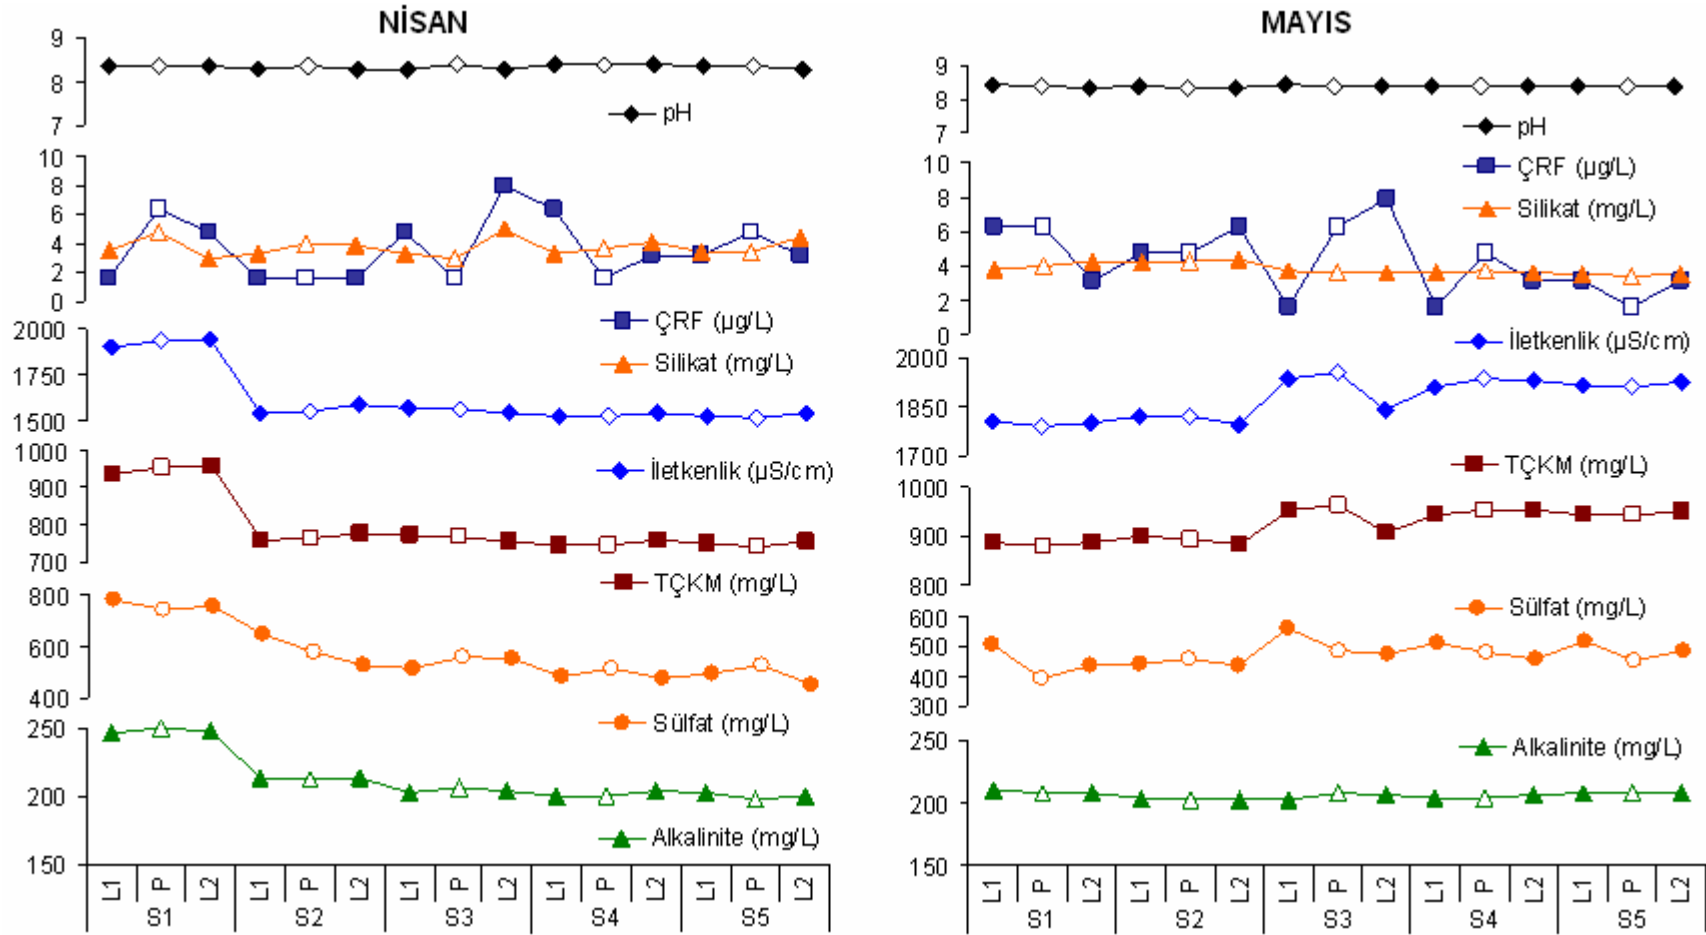 NİSAN
9
8
7
pH
10
8
6
4
2
0
ÇRF (µg/L)
Silikat (mg/L)
2000
1750
1500
İletkenlik (µS/cm)
1000
900
800
700
TÇKM (mg/L)
800
600
400
Sülfat (mg/L)
250
200
150
Alkalinite (mg/L)
L1 P L2 L1 P L2 L1 P L2 L1 P L2 L1 P L2
S1 S2 S3 S4 S5
MAYIS
9
8
7
pH
10
8
6
4
2
0
ÇRF (µg/L)
Silikat (mg/L)
2000
1850
1700
İletkenlik (µS/cm)
1000
900
800
TÇKM (mg/L)
600
500
400
300
Sülfat (mg/L)
250
200
150
Alkalinite (mg/L)
L1 P L2 L1 P L2 L1 P L2 L1 P L2 L1 P L2
S1 S2 S3 S4 S5